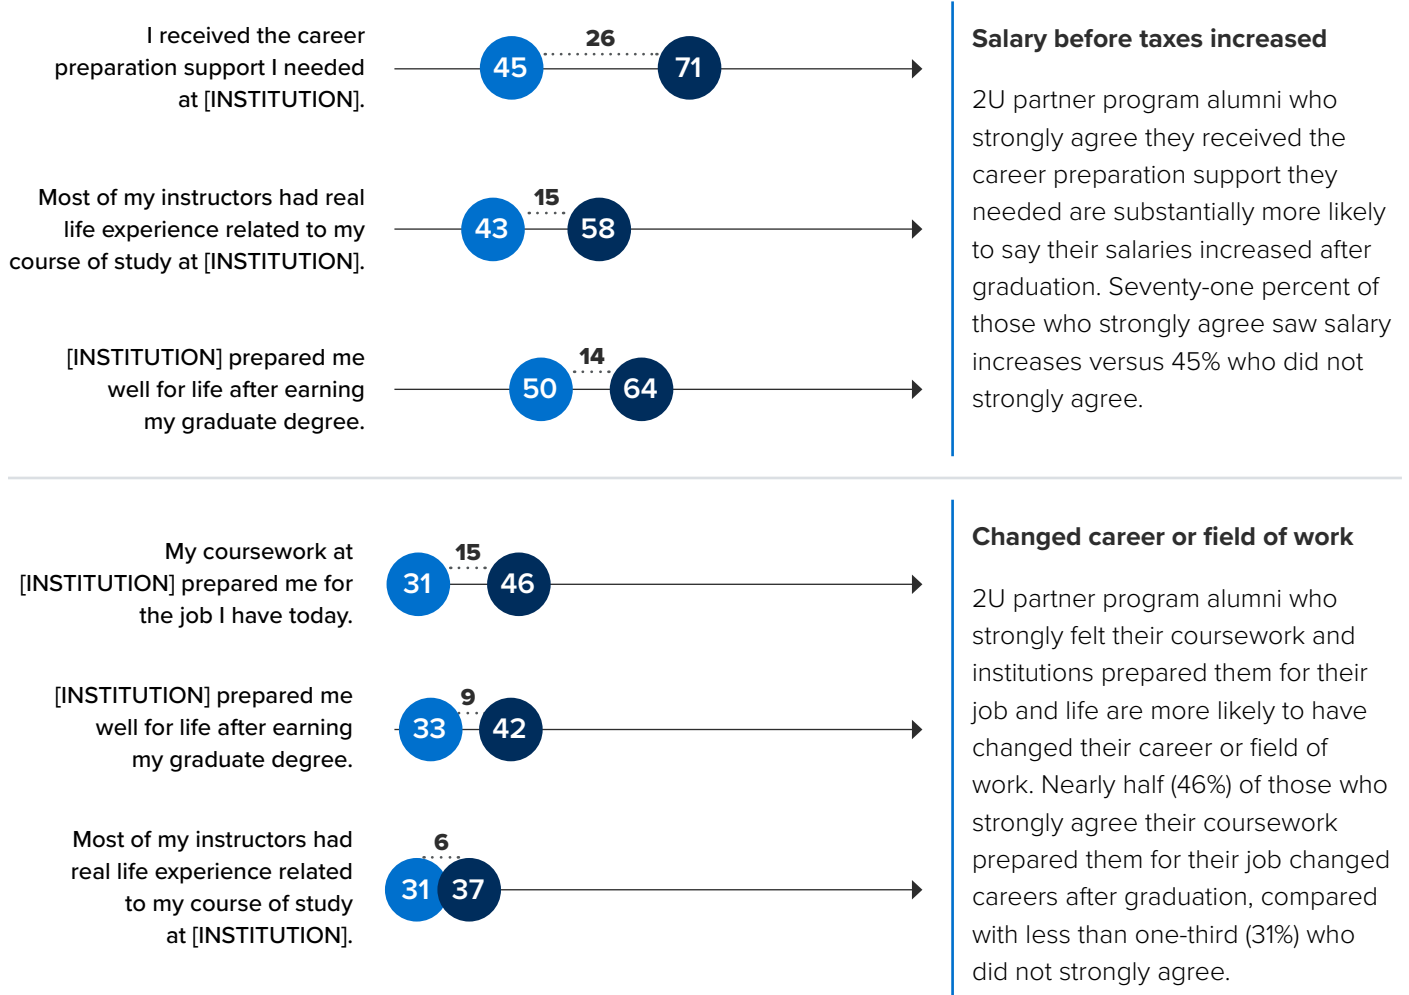 I received the career
preparation support I needed
at [INSTITUTION].
26
45
71
Most of my instructors had real
life experience related to my
course of study at [INSTITUTION].
15
43
58
[INSTITUTION] prepared me
well for life after earning
my graduate degree.
14
50
64
Salary before taxes increased
2U partner program alumni who
strongly agree they received the
career preparation support they
needed are substantially more likely
to say their salaries increased after
graduation. Seventy-one percent of
those who strongly agree saw salary
increases versus 45% who did not
strongly agree.
My coursework at
[INSTITUTION] prepared me for
the job I have today.
15
31
46
[INSTITUTION] prepared me
well for life after earning
my graduate degree.
9
33
42
Most of my instructors had
real life experience related
to my course of study
at [INSTITUTION].
6
31
37
Changed career or field of work
2U partner program alumni who
strongly felt their coursework and
institutions prepared them for their
job and life are more likely to have
changed their career or field of
work. Nearly half (46%) of those who
strongly agree their coursework
prepared them for their job changed
careers after graduation, compared
with less than one-third (31%) who
did not strongly agree.